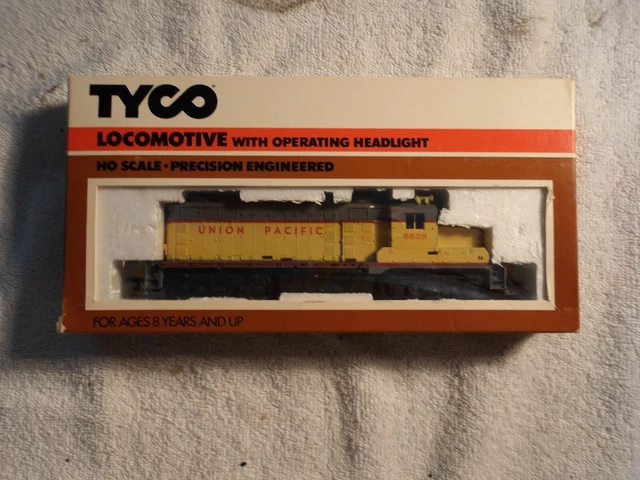 TYCO
LOCOMOTIVE WITH OPERATING HEADLIGHT
HO SCALE • PRECISION ENGINEERED
UNION PACIFIC
FOR AGES 8 YEARS AND UP